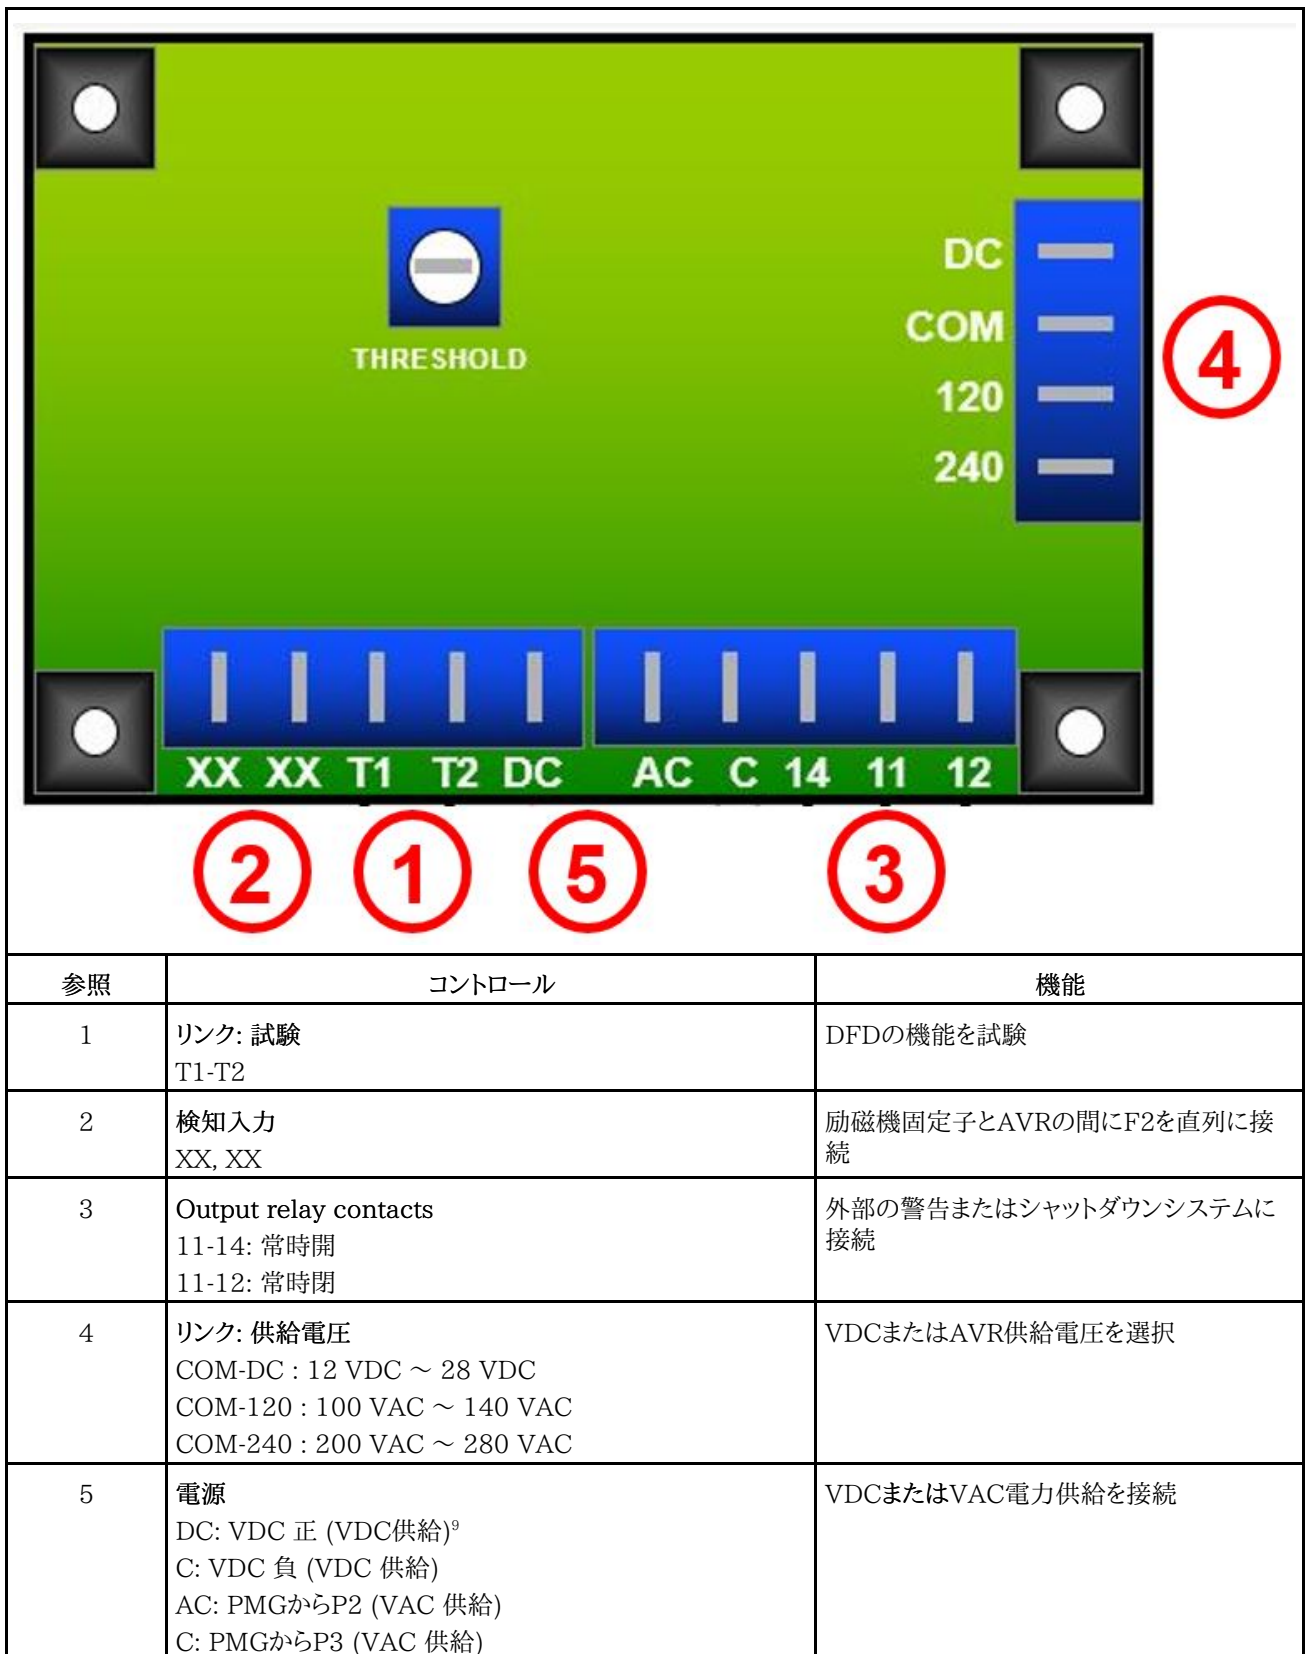 DC
COM
THRESHOLD
120
240
4
XX XX T1 T2 DC AC C 14 11 12
2 1 5 3
参照 コントロール 機能
1 リンク: 試験 DFDの機能を試験
T1-T2
2 検知入力 励磁機固定子とAVRの間にF2を直列に接
XX, XX 続
3 Output relay contacts 外部の警告またはシャットダウンシステムに
11-14: 常時開 接続
11-12: 常時閉
4 リンク: 供給電圧 VDCまたはAVR供給電圧を選択
COM-DC : 12 VDC ～ 28 VDC
COM-120 : 100 VAC ～ 140 VAC
COM-240 : 200 VAC ～ 280 VAC
5 電源 VDCまたはVAC電力供給を接続
DC: VDC 正 (VDC供給)⁹
C: VDC 負 (VDC 供給)
AC: PMGからP2 (VAC 供給)
C: PMGからP3 (VAC 供給)